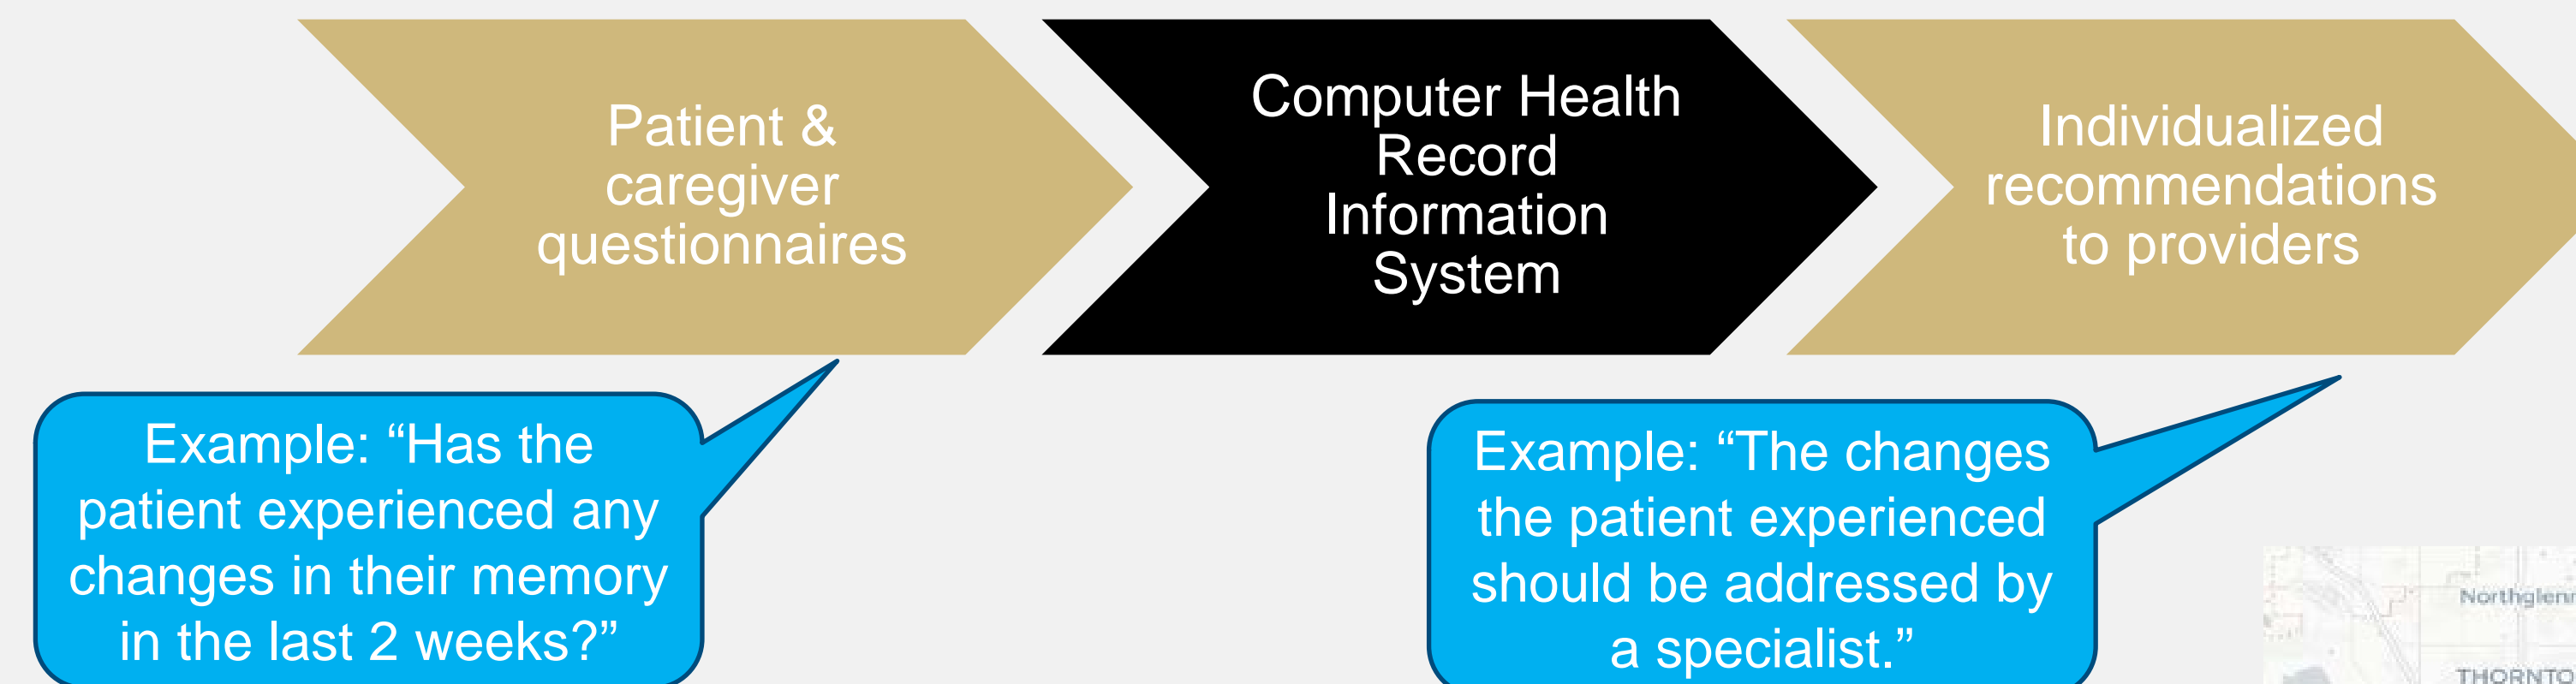 Patient &
caregiver
questionnaires
Computer Health
Record
Information
System
Individualized
recommendations
to providers
Example: “Has the
patient experienced any
changes in their memory
in the last 2 weeks?”
Example: “The changes
the patient experienced
should be addressed by
a specialist.”